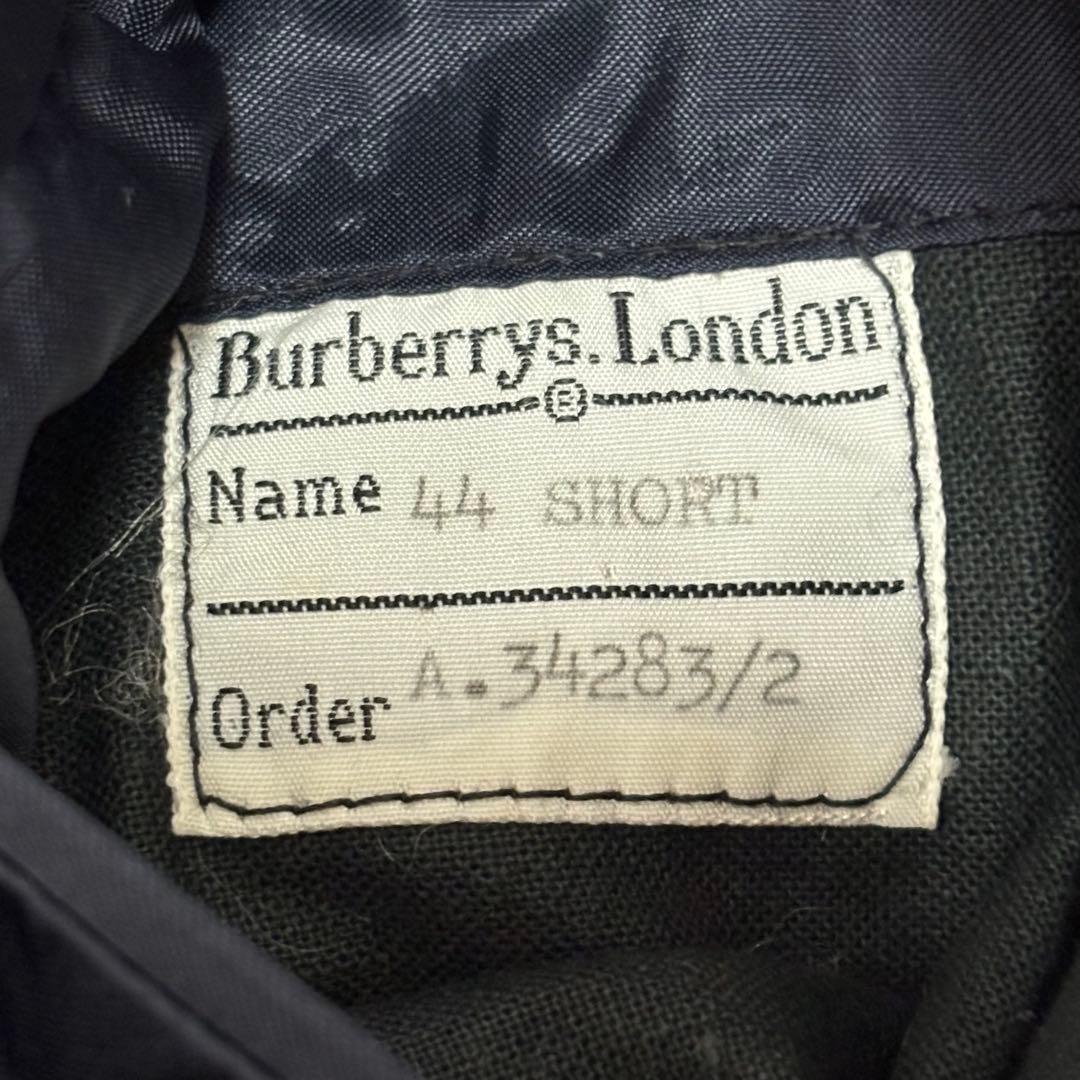 Burberrys. London
B
Name 44 SHORT
Order A.34283/2